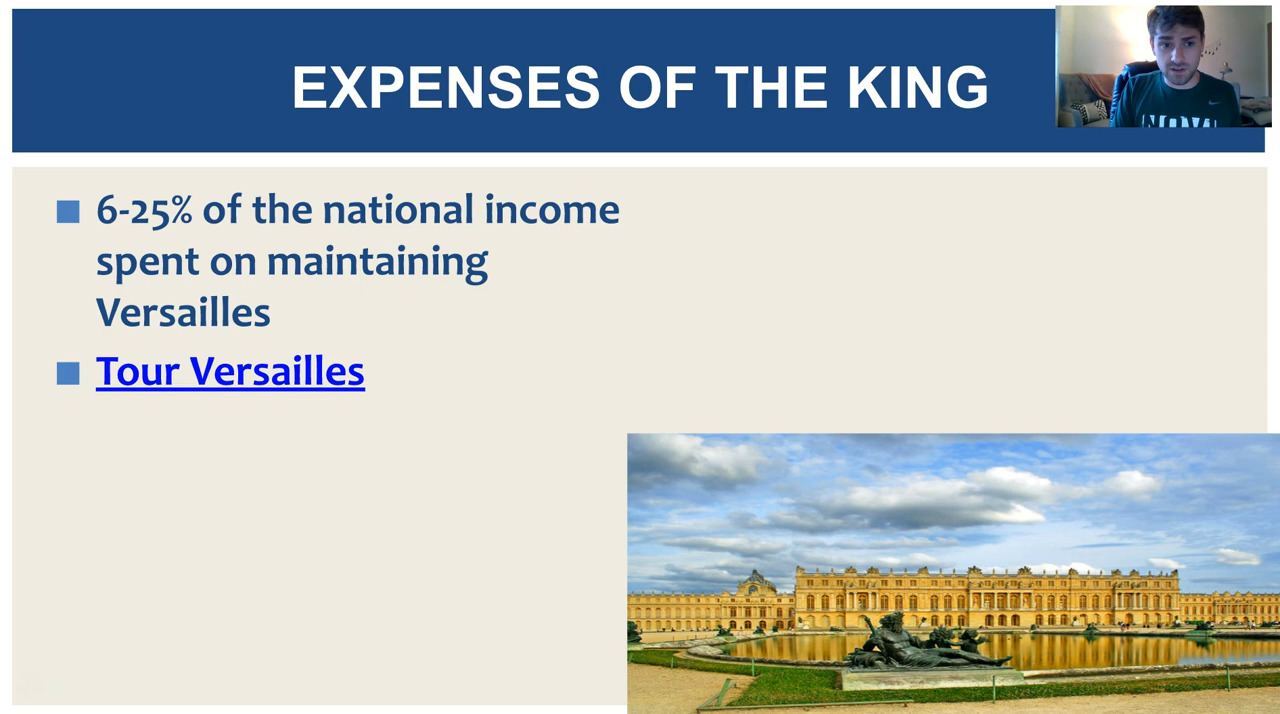 EXPENSES OF THE KING
6-25% of the national income
spent on maintaining
Versailles
Tour Versailles